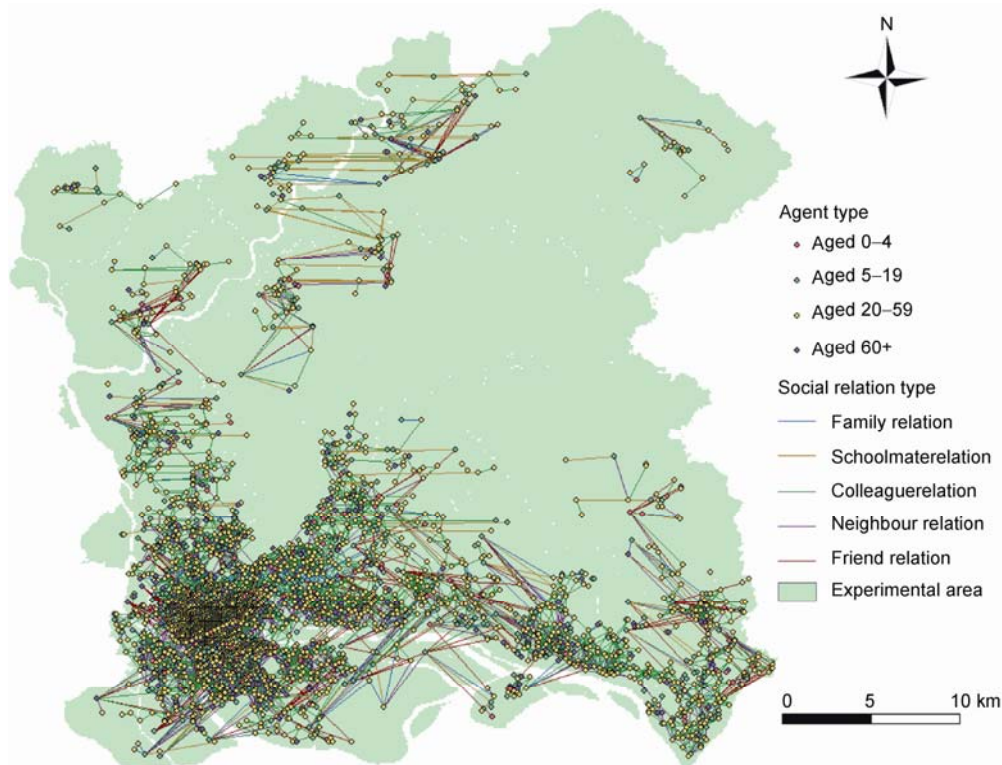 N
Agent type
Aged 0–4
Aged 5–19
Aged 20–59
Aged 60+
Social relation type
Family relation
Schoolmaterelation
Colleaguerelation
Neighbour relation
Friend relation
Experimental area
0 5 10 km